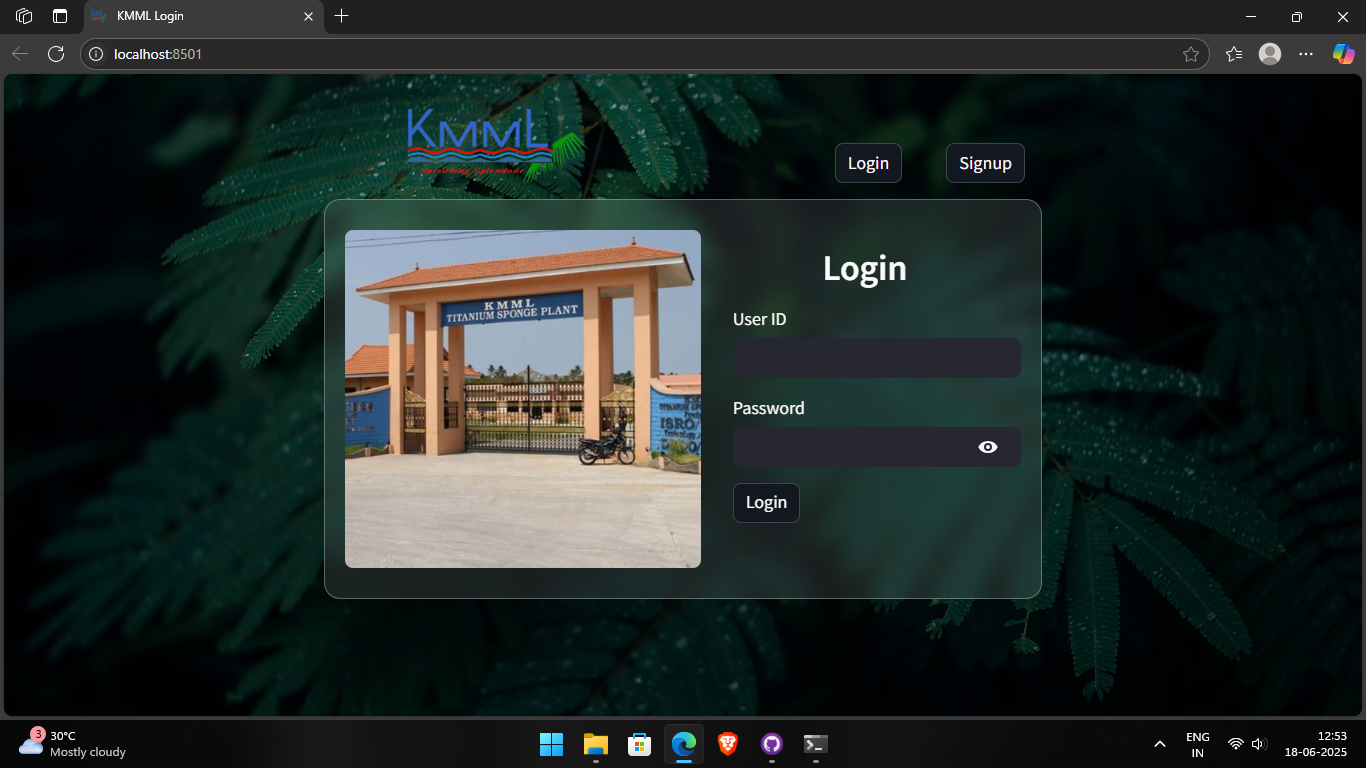 KMML Login
localhost:8501
KMML
Spreading Splendour
Login
Signup
KMML
TITANIUM SPONGE PLANT
ISRO/
Login
User ID
Password
Login
3
30°C
Mostly cloudy
ENG
IN
12:53
18-06-2025